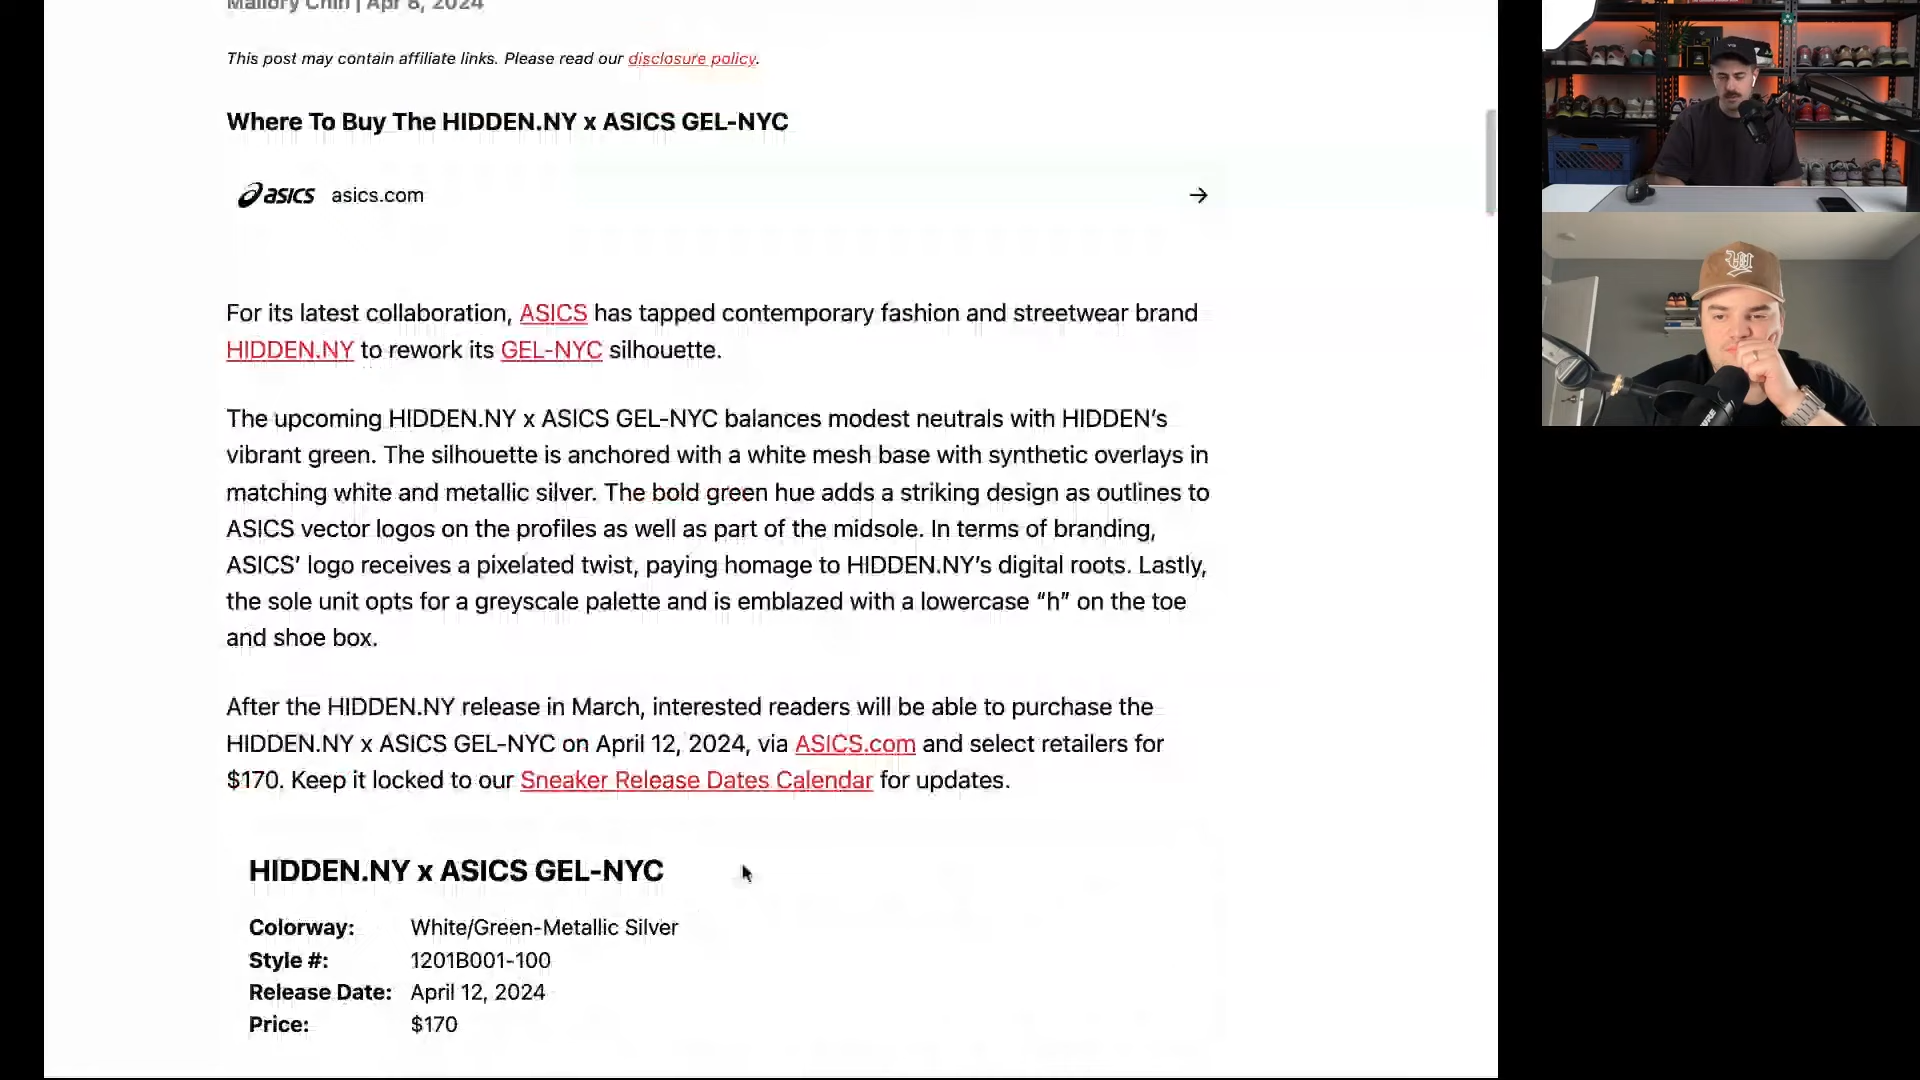 Mallory Chin | Apr 8, 2024
This post may contain affiliate links. Please read our disclosure policy.
Where To Buy The HIDDEN.NY x ASICS GEL-NYC
asics asics.com
For its latest collaboration, ASICS has tapped contemporary fashion and streetwear brand
HIDDEN.NY to rework its GEL-NYC silhouette.
The upcoming HIDDEN.NY x ASICS GEL-NYC balances modest neutrals with HIDDEN’s
vibrant green. The silhouette is anchored with a white mesh base with synthetic overlays in
matching white and metallic silver. The bold green hue adds a striking design as outlines to
ASICS vector logos on the profiles as well as part of the midsole. In terms of branding,
ASICS’ logo receives a pixelated twist, paying homage to HIDDEN.NY’s digital roots. Lastly,
the sole unit opts for a greyscale palette and is emblazed with a lowercase “h” on the toe
and shoe box.
After the HIDDEN.NY release in March, interested readers will be able to purchase the
HIDDEN.NY x ASICS GEL-NYC on April 12, 2024, via ASICS.com and select retailers for
$170. Keep it locked to our Sneaker Release Dates Calendar for updates.
HIDDEN.NY x ASICS GEL-NYC
Colorway: White/Green-Metallic Silver
Style #: 1201B001-100
Release Date: April 12, 2024
Price: $170